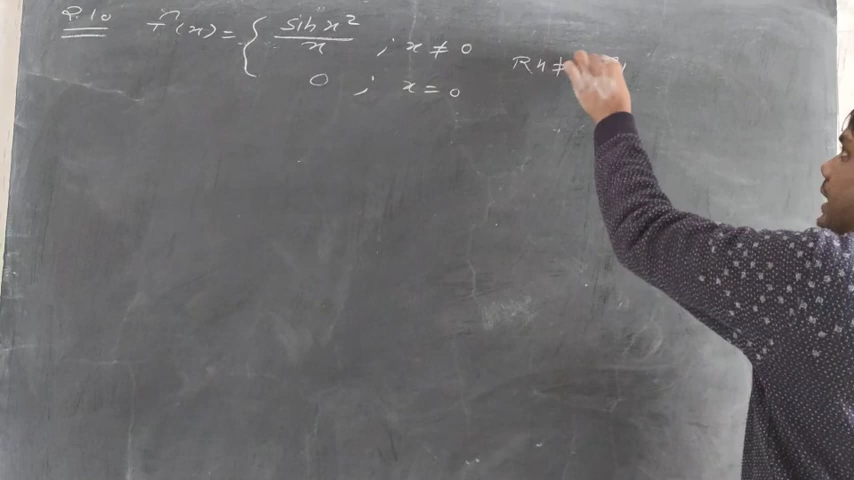 Q.10 f(x) = { sin x² / x ; x ≠ 0
0 ; x = 0